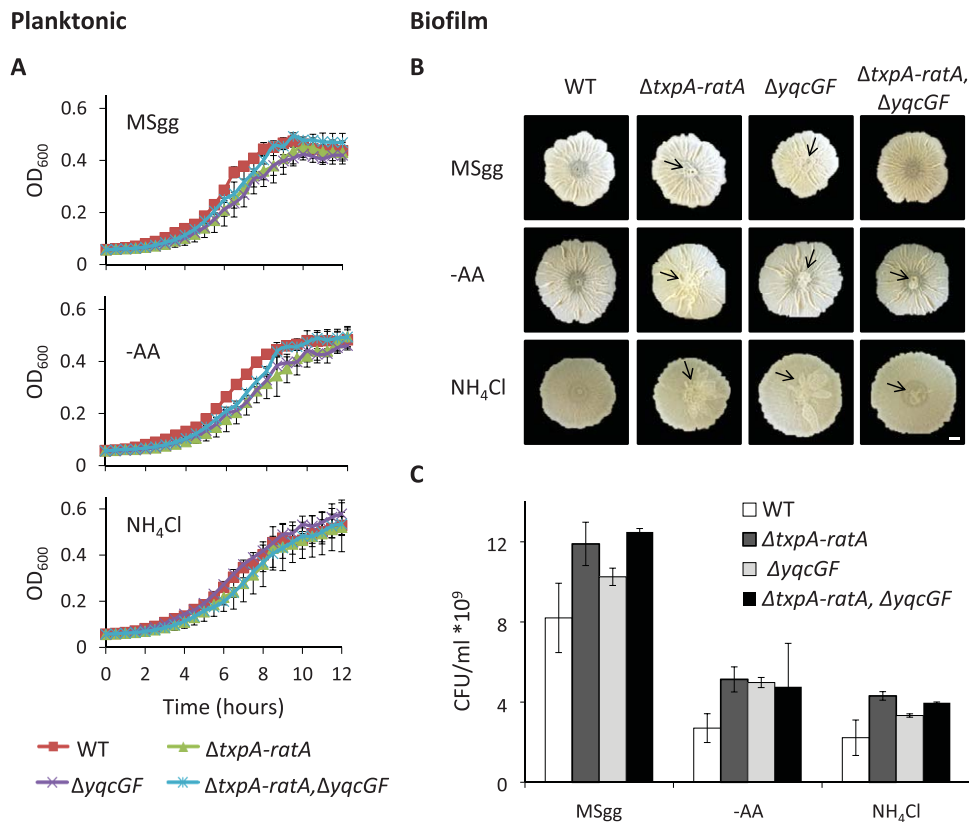 Planktonic
Biofilm
A
0.6
MSgg
0.4
0.2
0
OD600
0.6
-AA
0.4
0.2
0
OD600
0.6
NH4Cl
0.4
0.2
0
OD600
0 2 4 6 8 10 12
Time (hours)
WT
ΔtxpA-ratA
ΔyqcGF
ΔtxpA-ratA,ΔyqcGF
B
WT ΔtxpA-ratA ΔyqcGF ΔtxpA-ratA,
ΔyqcGF
MSgg
-AA
NH4Cl
C
WT
ΔtxpA-ratA
ΔyqcGF
ΔtxpA-ratA, ΔyqcGF
12
8
4
0
CFU/ml *10⁹
MSgg -AA NH4Cl